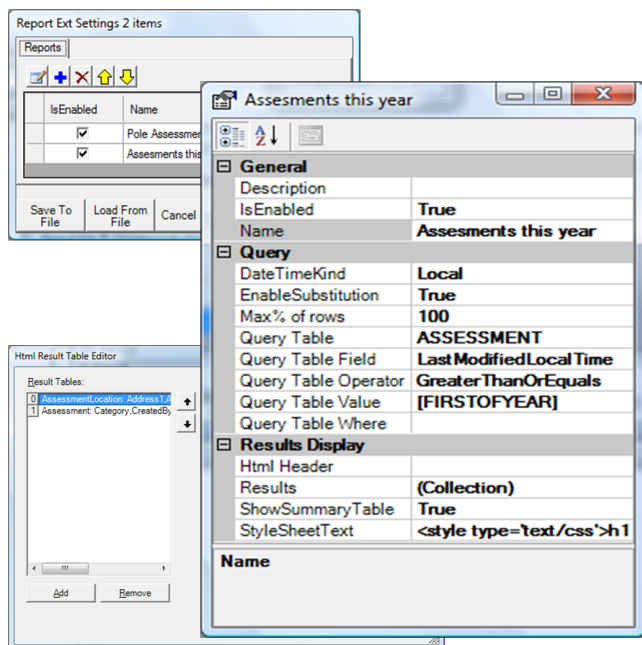 Report Ext Settings 2 items
Reports
IsEnabled Name
Pole Assessmen
Assesments this
Save To File Load From File Cancel
Assesments this year
General
Description
IsEnabled True
Name Assesments this year
Query
DateTimeKind Local
EnableSubstitution True
Max% of rows 100
Query Table ASSESSMENT
Query Table Field LastModifiedLocalTime
Query Table Operator GreaterThanOrEquals
Query Table Value [FIRSTOFYEAR]
Query Table Where
Results Display
Html Header
Results (Collection)
ShowSummaryTable True
StyleSheetText <style type='text/css'>h1
Name
Html Result Table Editor
Result Tables:
0 AssessmentLocation: Address1,A
1 Assessment: Category,CreatedBy
Add Remove